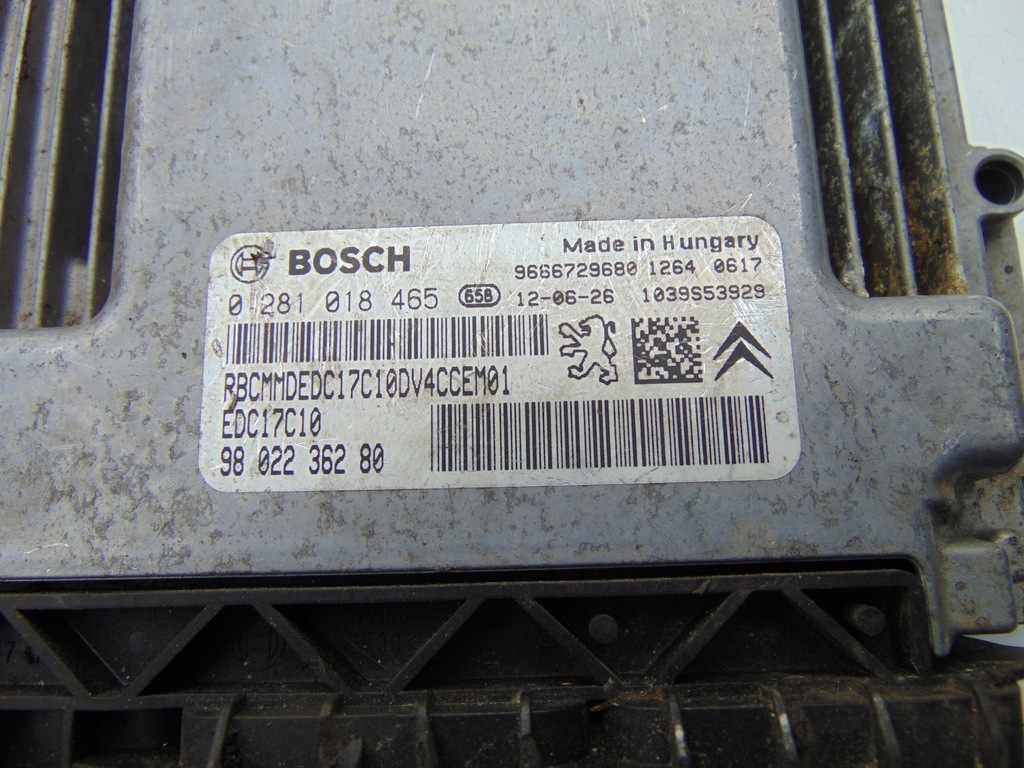 BOSCH
Made in Hungary
9666729680 1264 0617
0 281 018 465 658 12-06-26 1039S53929
RBCMMDEDC17C10DV4CCEM01
EDC17C10
98 022 362 80